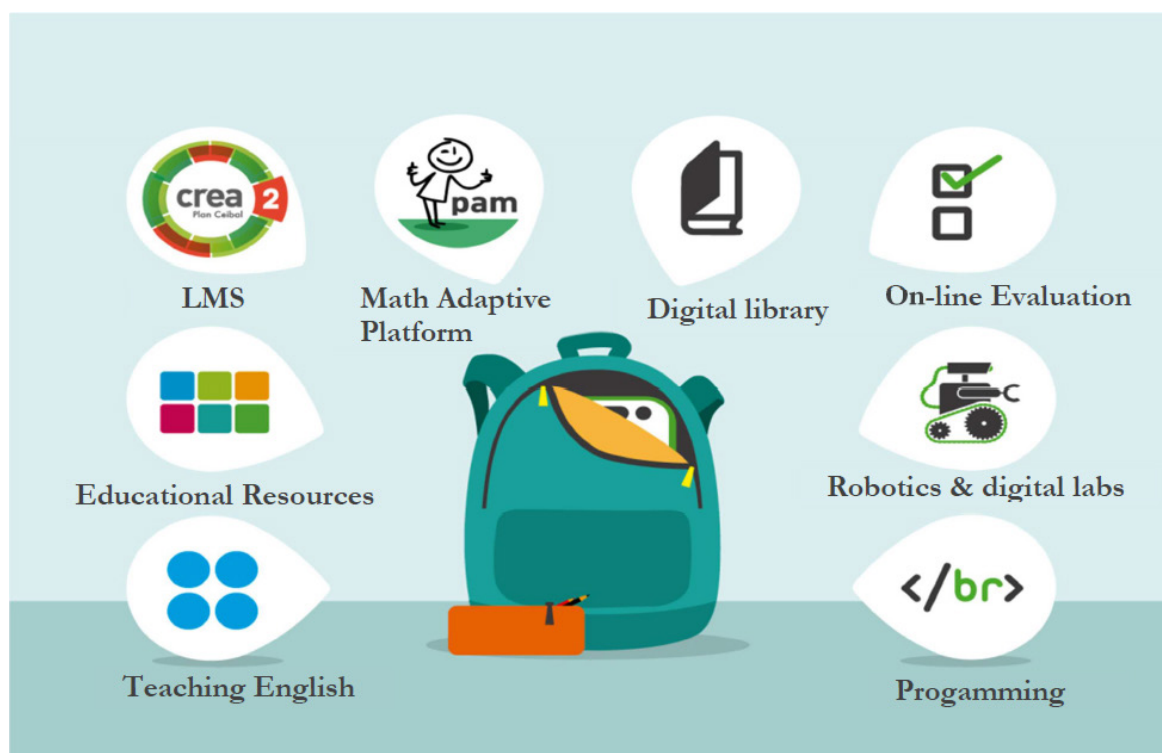 crea 2
Plan Ceibal
pam
LMS
Math Adaptive
Platform
Digital library
On-line Evaluation
Educational Resources
Robotics & digital labs
</br>
Teaching English
Progamming